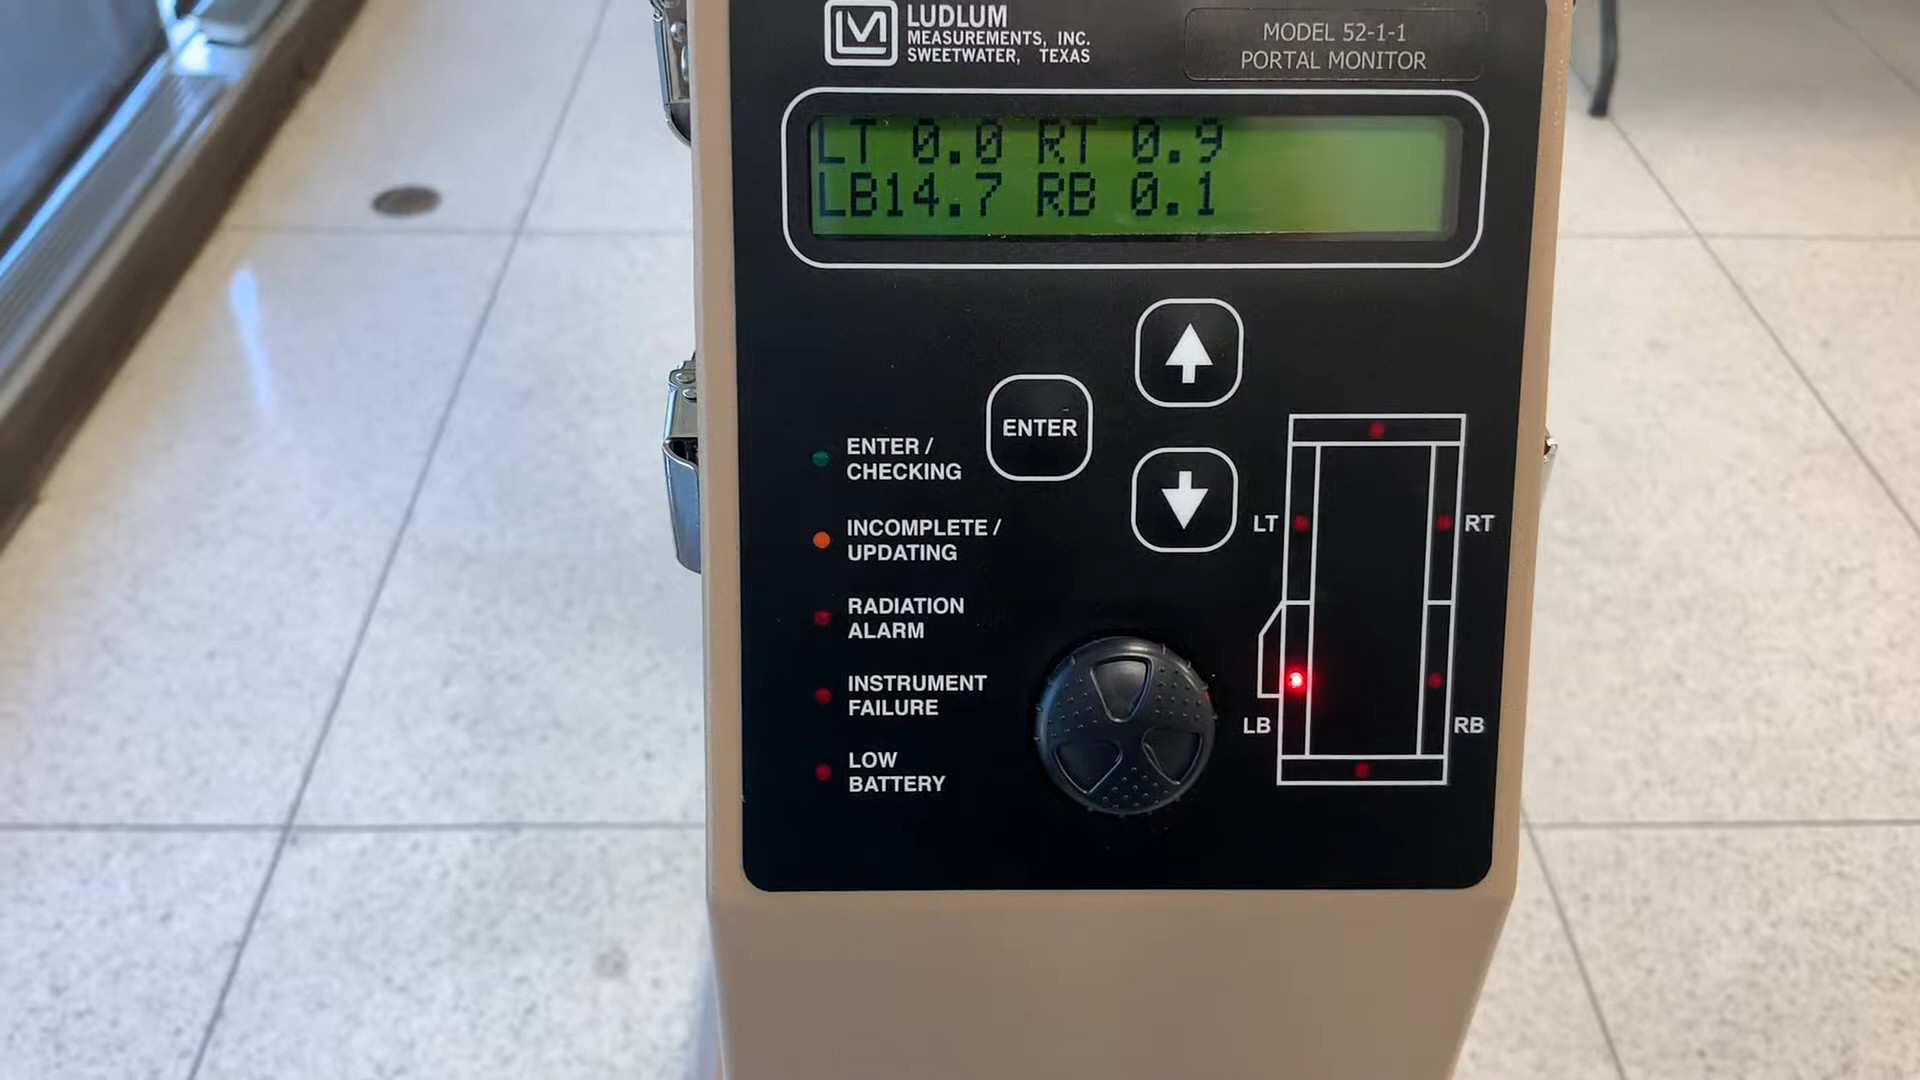 LUDLUM
MEASUREMENTS, INC.
SWEETWATER, TEXAS
MODEL 52-1-1
PORTAL MONITOR
LT 0.0 RT 0.9
LB14.7 RB 0.1
ENTER
ENTER /
CHECKING
INCOMPLETE /
UPDATING
RADIATION
ALARM
INSTRUMENT
FAILURE
LOW
BATTERY
LT
RT
LB
RB